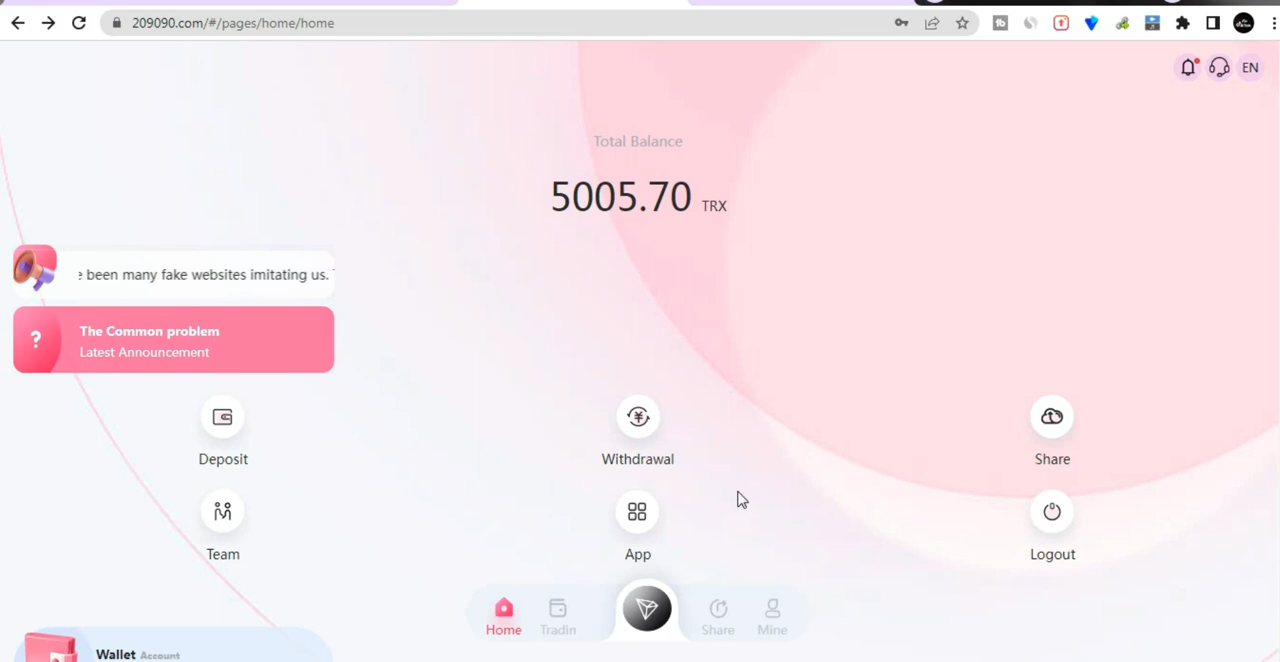 209090.com/#/pages/home/home
EN
Total Balance
5005.70 TRX
been many fake websites imitating us.
?
The Common problem
Latest Announcement
Deposit
Withdrawal
Share
Team
App
Logout
Home
Tradin
Share
Mine
Wallet Account